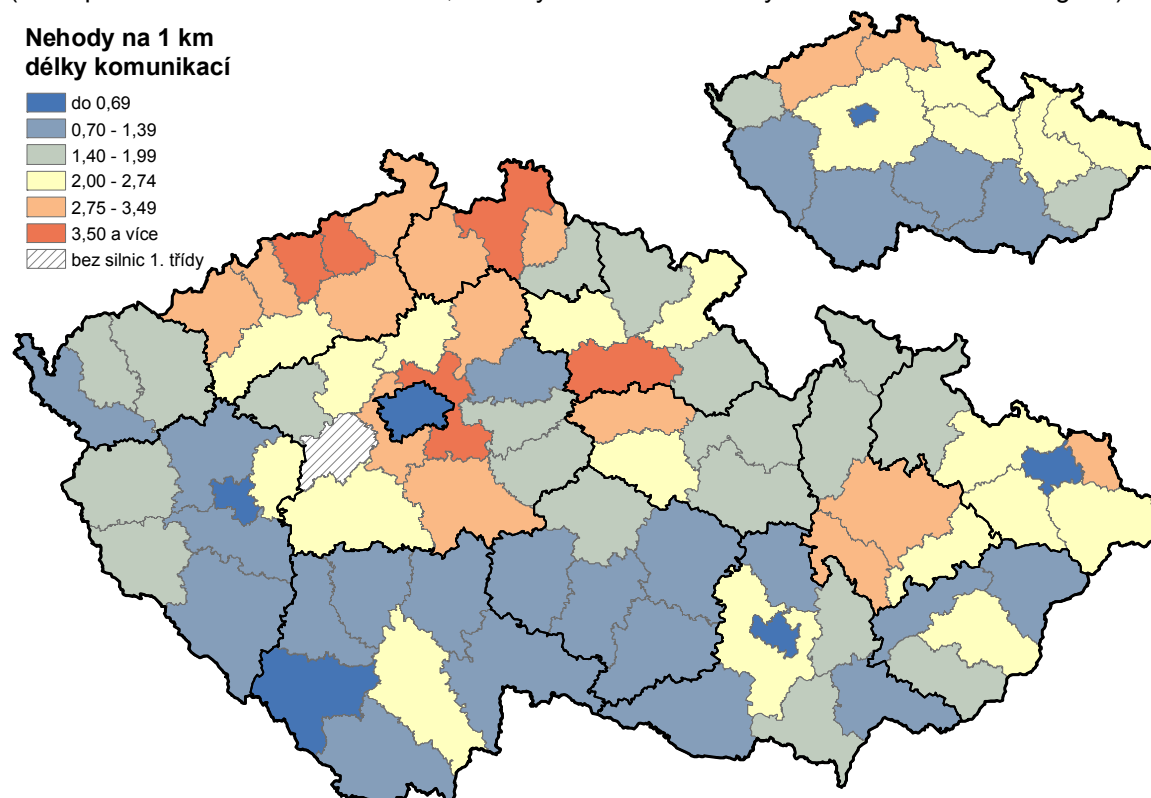 Nehody na 1 km
délky komunikací
do 0,69
0,70 - 1,39
1,40 - 1,99
2,00 - 2,74
2,75 - 3,49
3,50 a více
bez silnic 1. třídy